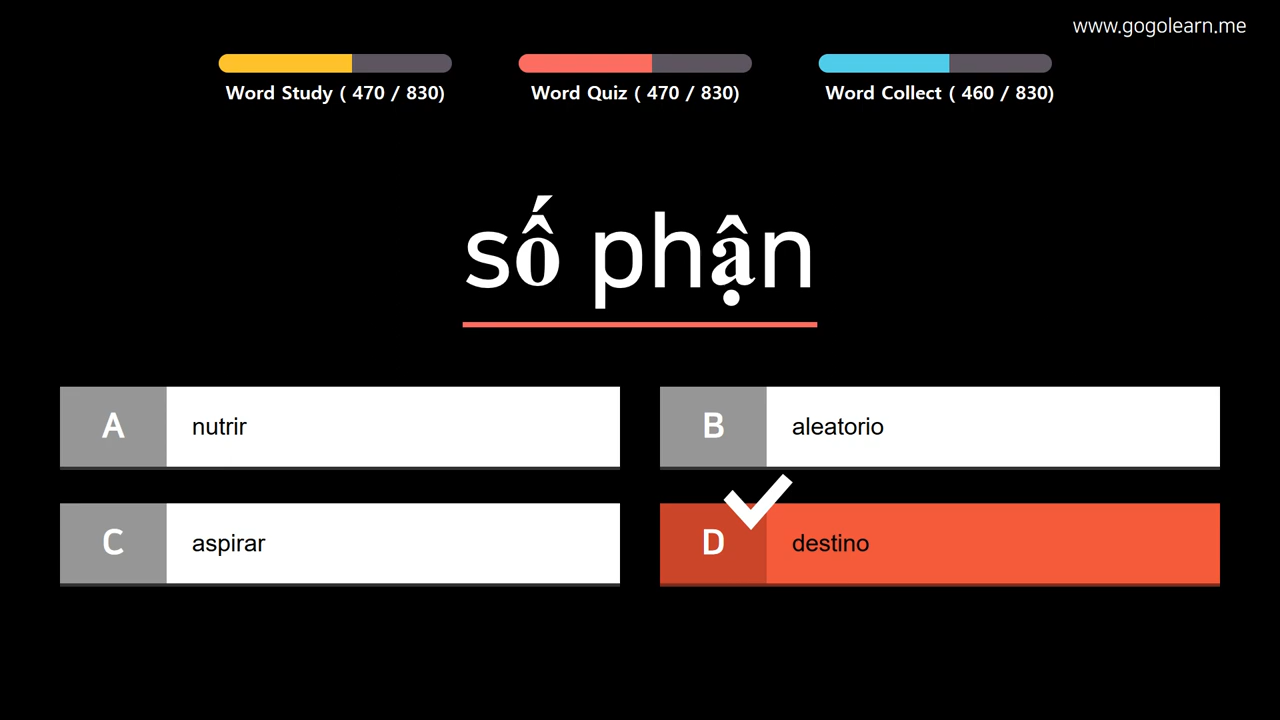 www.gogolearn.me
Word Study ( 470 / 830)
Word Quiz ( 470 / 830)
Word Collect ( 460 / 830)
số phận
A nutrir
B aleatorio
C aspirar
D destino